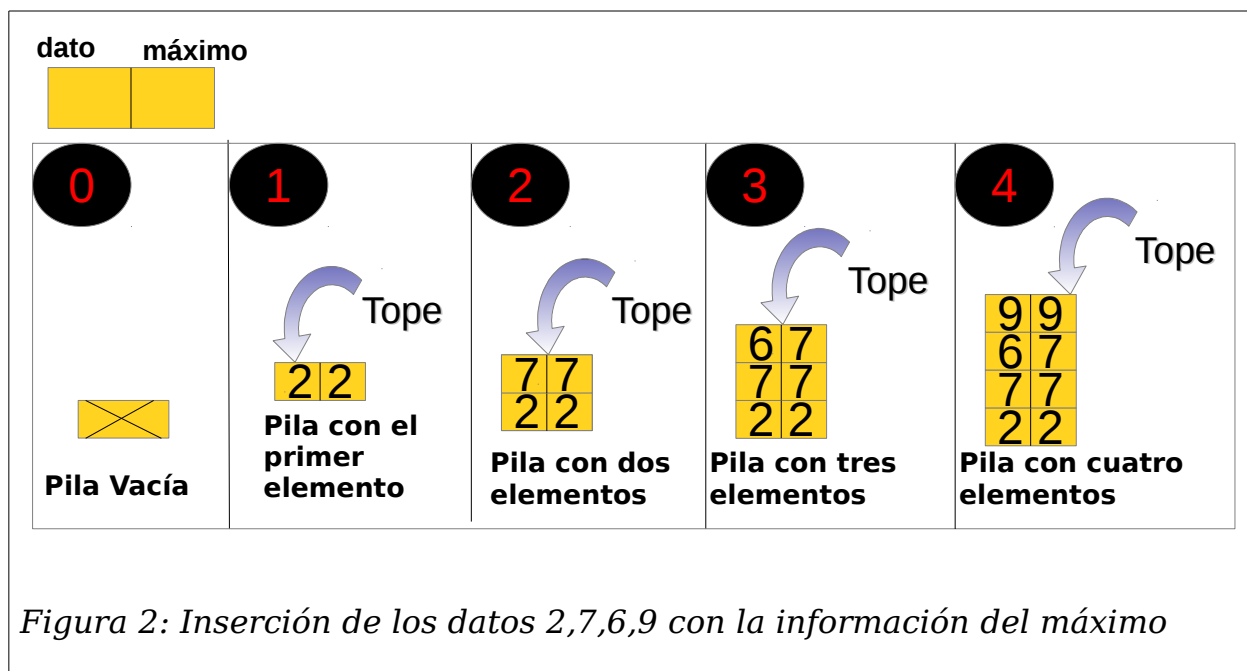 dato máximo
0 1 2 3 4
Tope
Tope
Tope
Tope
2 2
7 7
2 2
6 7
7 7
2 2
9 9
6 7
7 7
2 2
Pila Vacía
Pila con el
primer
elemento
Pila con dos
elementos
Pila con tres
elementos
Pila con cuatro
elementos
Figura 2: Inserción de los datos 2,7,6,9 con la información del máximo